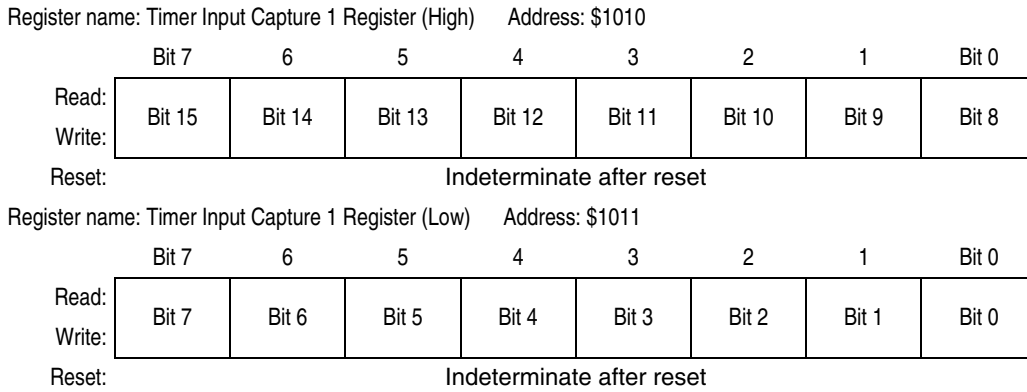 Register name: Timer Input Capture 1 Register (High) Address: $1010
Bit 7 6 5 4 3 2 1 Bit 0
Read:
Bit 15 Bit 14 Bit 13 Bit 12 Bit 11 Bit 10 Bit 9 Bit 8
Write:
Reset: Indeterminate after reset
Register name: Timer Input Capture 1 Register (Low) Address: $1011
Bit 7 6 5 4 3 2 1 Bit 0
Read:
Bit 7 Bit 6 Bit 5 Bit 4 Bit 3 Bit 2 Bit 1 Bit 0
Write:
Reset: Indeterminate after reset